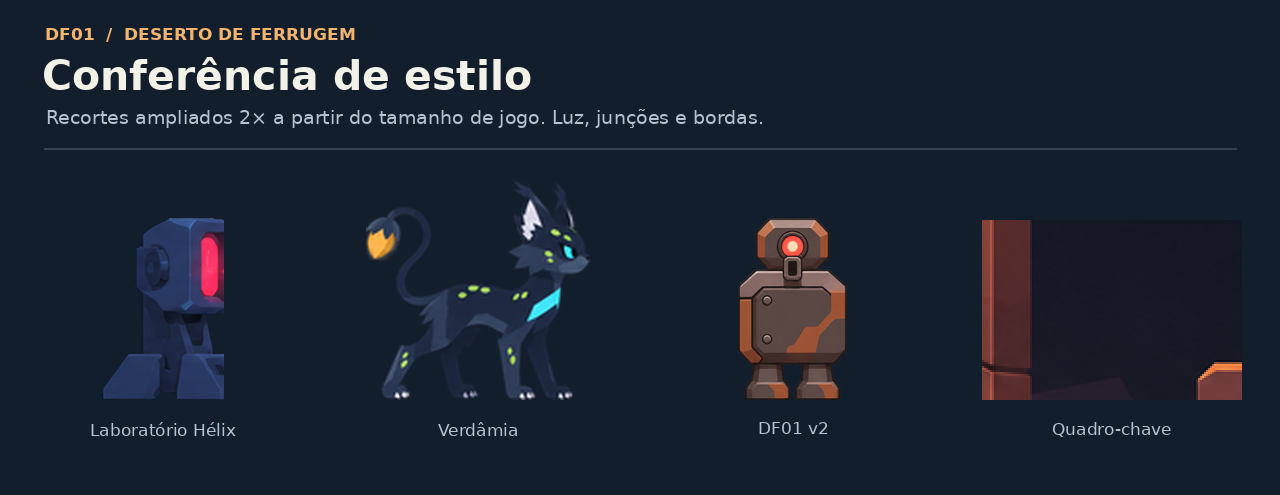 DF01 / DESERTO DE FERRUGEM
Conferência de estilo
Recortes ampliados 2× a partir do tamanho de jogo. Luz, junções e bordas.
Laboratório Hélix
Verdâmia
DF01 v2
Quadro-chave